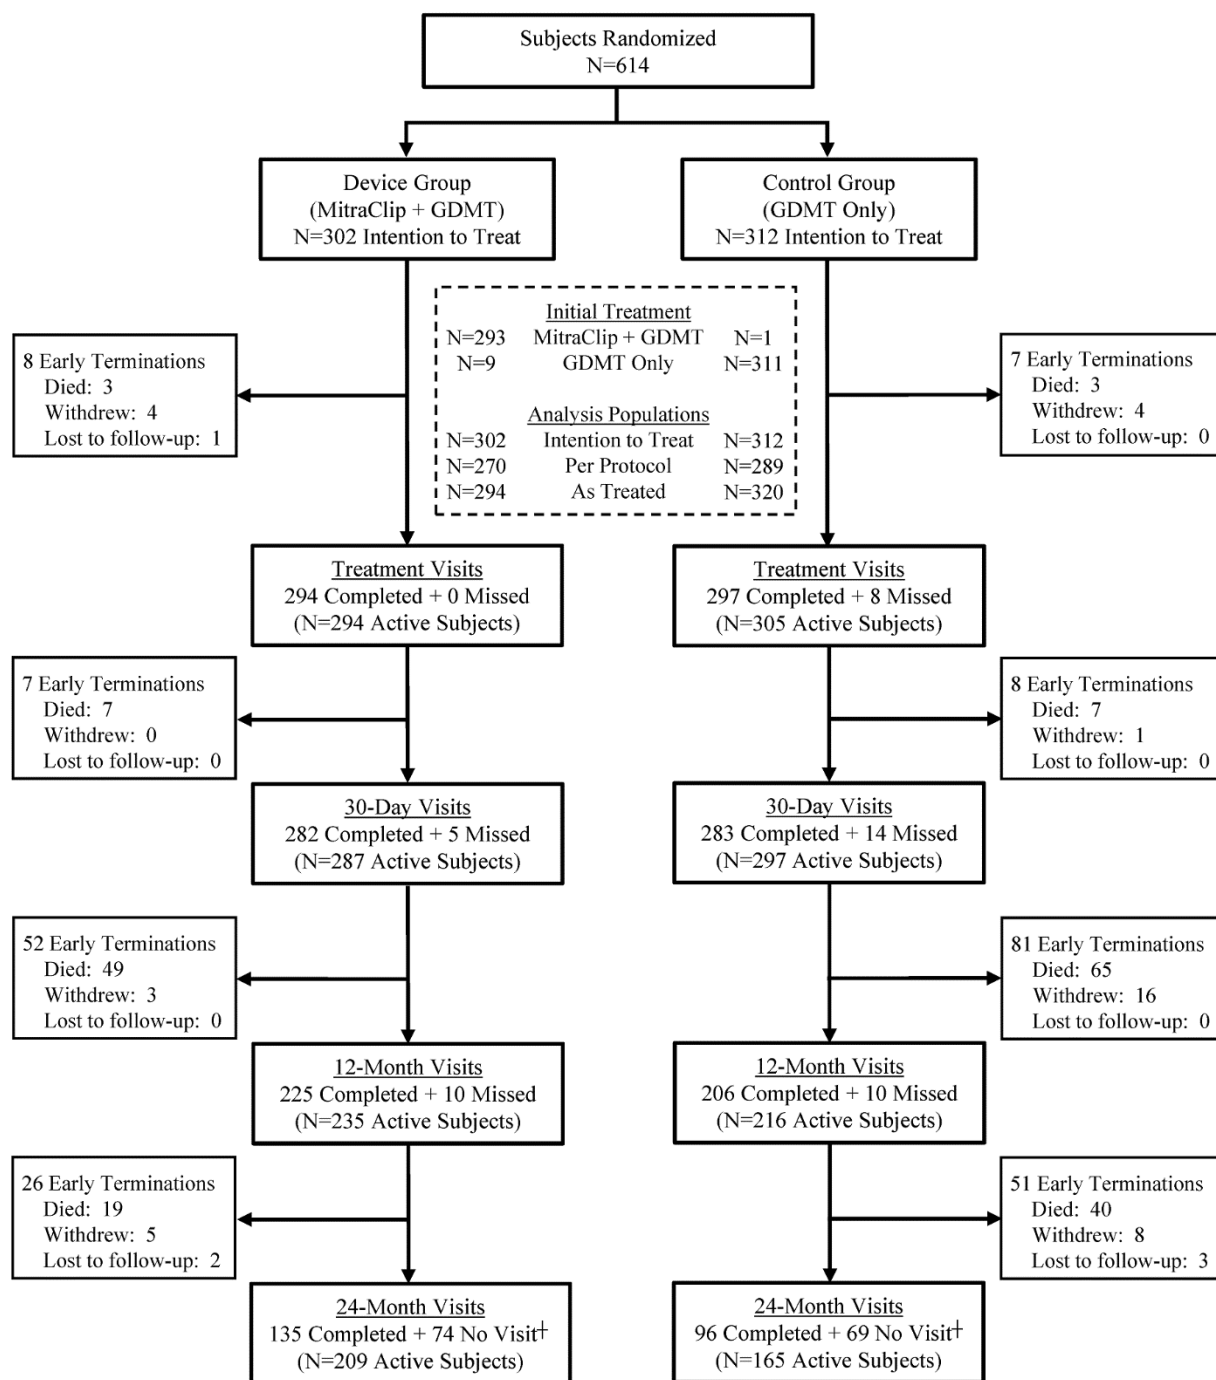 Subjects Randomized
N=614
Device Group
(MitraClip + GDMT)
N=302 Intention to Treat
Control Group
(GDMT Only)
N=312 Intention to Treat
Initial Treatment
N=293 MitraClip + GDMT N=1
N=9 GDMT Only N=311
Analysis Populations
N=302 Intention to Treat N=312
N=270 Per Protocol N=289
N=294 As Treated N=320
8 Early Terminations
Died: 3
Withdrew: 4
Lost to follow-up: 1
7 Early Terminations
Died: 3
Withdrew: 4
Lost to follow-up: 0
Treatment Visits
294 Completed + 0 Missed
(N=294 Active Subjects)
Treatment Visits
297 Completed + 8 Missed
(N=305 Active Subjects)
7 Early Terminations
Died: 7
Withdrew: 0
Lost to follow-up: 0
8 Early Terminations
Died: 7
Withdrew: 1
Lost to follow-up: 0
30-Day Visits
282 Completed + 5 Missed
(N=287 Active Subjects)
30-Day Visits
283 Completed + 14 Missed
(N=297 Active Subjects)
52 Early Terminations
Died: 49
Withdrew: 3
Lost to follow-up: 0
81 Early Terminations
Died: 65
Withdrew: 16
Lost to follow-up: 0
12-Month Visits
225 Completed + 10 Missed
(N=235 Active Subjects)
12-Month Visits
206 Completed + 10 Missed
(N=216 Active Subjects)
26 Early Terminations
Died: 19
Withdrew: 5
Lost to follow-up: 2
51 Early Terminations
Died: 40
Withdrew: 8
Lost to follow-up: 3
24-Month Visits
135 Completed + 74 No Visit†
(N=209 Active Subjects)
24-Month Visits
96 Completed + 69 No Visit†
(N=165 Active Subjects)